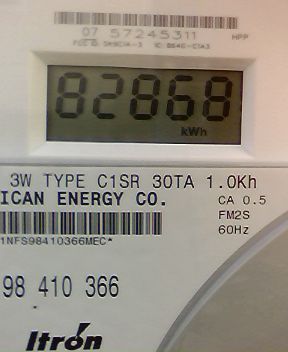 07 57245311 HPP
82868
kWh
3W TYPE C1SR 30TA 1.0Kh
ICAN ENERGY CO. CA 0.5
FM2S
1NFS98410366MEC* 60Hz
98 410 366
Itron